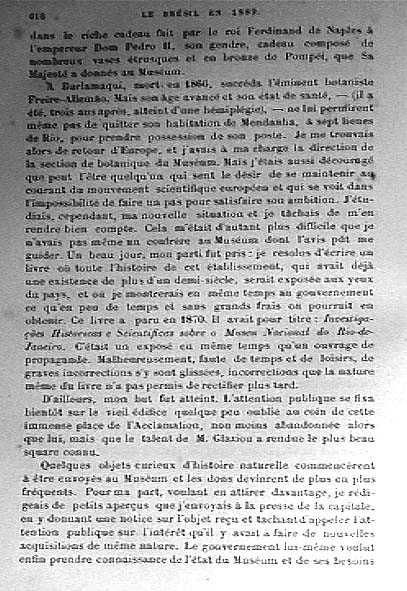 616 LE BRÉSIL EN 1889.
dans le riche cadeau fait par le roi Ferdinand de Naples à
l'empereur Dom Pedro II, son gendre, cadeau composé de
nombreux vases étrusques et en bronze de Pompéi, que Sa
Majesté a donnés au Muséum.
A Burlamaqui, mort en 1866, succéda l'éminent botaniste
Freire-Allemão. Mais son âge avancé et son état de santé, — (il a
été, trois ans après, atteint d'une hémiplégie), — ne lui permirent
même pas de quitter son habitation de Mendanha, à sept lieues
de Rio, pour prendre possession de son poste. Je me trouvais
alors de retour d'Europe, et j'avais à ma charge la direction de
la section de botanique du Muséum. Mais j'étais aussi découragé
que peut l'être quelqu'un qui sent le désir de se maintenir au
courant du mouvement scientifique européen et qui se voit dans
l'impossibilité de faire un pas pour satisfaire son ambition. J'étu-
diais, cependant, ma nouvelle situation et je tâchais de m'en
rendre bien compte. Cela m'était d'autant plus difficile que je
n'avais pas même un confrère au Muséum dont l'avis pût me
guider. Un beau jour, mon parti fut pris : je résolus d'écrire un
livre où toute l'histoire de cet établissement, qui avait déjà
une existence de plus d'un demi-siècle, serait exposée aux yeux
du pays, et où je montrerais en même temps au gouvernement
ce qu'en peu de temps et sans grands frais on pourrait en
obtenir. Ce livre a paru en 1870. Il avait pour titre : Investiga-
ções Historicas e Scientificas sobre o Museu Nacional do Rio-de-
Janeiro. C'était un exposé en même temps qu'un ouvrage de
propagande. Malheureusement, faute de temps et de loisirs, de
graves incorrections s'y sont glissées, incorrections que la nature
même du livre n'a pas permis de rectifier plus tard.
D'ailleurs, mon but fut atteint. L'attention publique se fixa
bientôt sur le vieil édifice quelque peu oublié au coin de cette
immense place de l'Acclamation, non moins abandonnée alors
que lui, mais que le talent de M. Glaziou a rendue le plus beau
square connu.
Quelques objets curieux d'histoire naturelle commencèrent
à être envoyés au Muséum et les dons devinrent de plus en plus
fréquents. Pour ma part, voulant en attirer davantage, je rédi-
geais de petits aperçus que j'envoyais à la presse de la capitale,
en y donnant une notice sur l'objet reçu et tachant d'appeler l'at-
tention publique sur l'intérêt qu'il y avait à faire de nouvelles
acquisitions de même nature. Le gouvernement lui-même voulut
enfin prendre connaissance de l'état du Muséum et de ses besoins